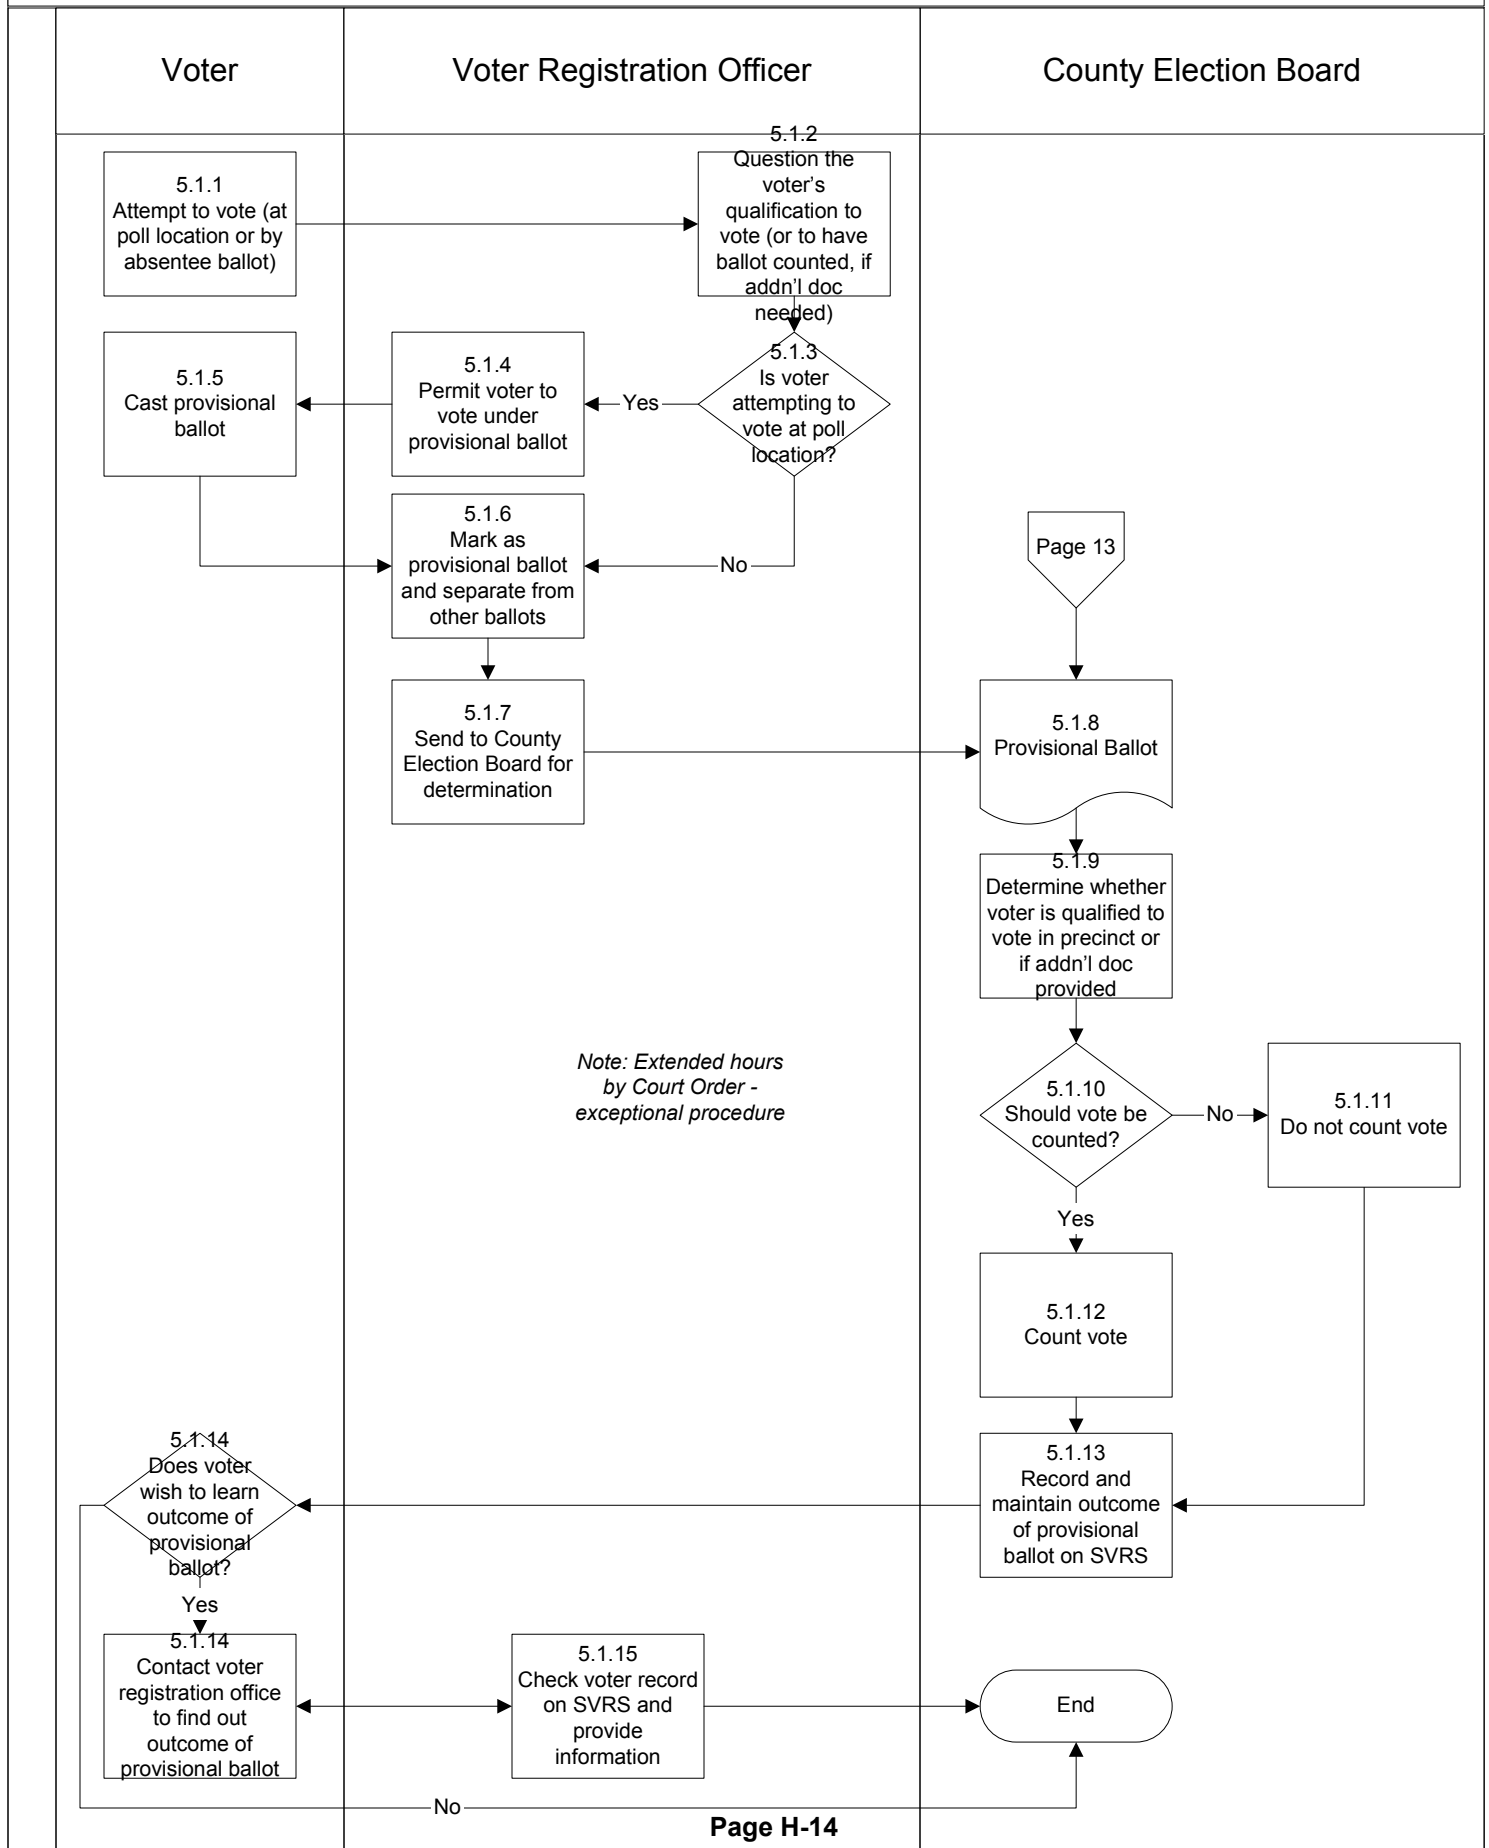 Voter
Voter Registration Officer
County Election Board
5.1.1
Attempt to vote (at
poll location or by
absentee ballot)
5.1.2
Question the
voter's
qualification to
vote (or to have
ballot counted, if
addn'l doc
needed)
5.1.3
Is voter
attempting to
vote at poll
location?
Yes
5.1.4
Permit voter to
vote under
provisional ballot
5.1.5
Cast provisional
ballot
5.1.6
Mark as
provisional ballot
and separate from
other ballots
No
Page 13
5.1.7
Send to County
Election Board for
determination
5.1.8
Provisional Ballot
5.1.9
Determine whether
voter is qualified to
vote in precinct or
if addn'l doc
provided
Note: Extended hours
by Court Order -
exceptional procedure
5.1.10
Should vote be
counted?
No
5.1.11
Do not count vote
Yes
5.1.12
Count vote
5.1.13
Record and
maintain outcome
of provisional
ballot on SVRS
5.1.14
Does voter
wish to learn
outcome of
provisional
ballot?
Yes
5.1.14
Contact voter
registration office
to find out
outcome of
provisional ballot
5.1.15
Check voter record
on SVRS and
provide
information
End
No
Page H-14